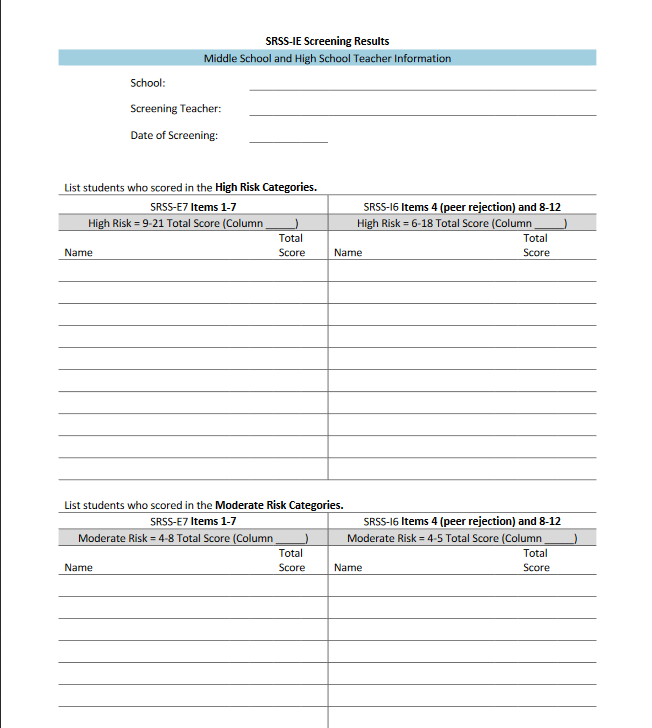 SRSS-IE Screening Results
Middle School and High School Teacher Information
School:
Screening Teacher:
Date of Screening:
List students who scored in the High Risk Categories.
SRSS-E7 Items 1-7 SRSS-I6 Items 4 (peer rejection) and 8-12
High Risk = 9-21 Total Score (Column _____) High Risk = 6-18 Total Score (Column _____)
Name Total Score Name Total Score
List students who scored in the Moderate Risk Categories.
SRSS-E7 Items 1-7 SRSS-I6 Items 4 (peer rejection) and 8-12
Moderate Risk = 4-8 Total Score (Column _____) Moderate Risk = 4-5 Total Score (Column _____)
Name Total Score Name Total Score